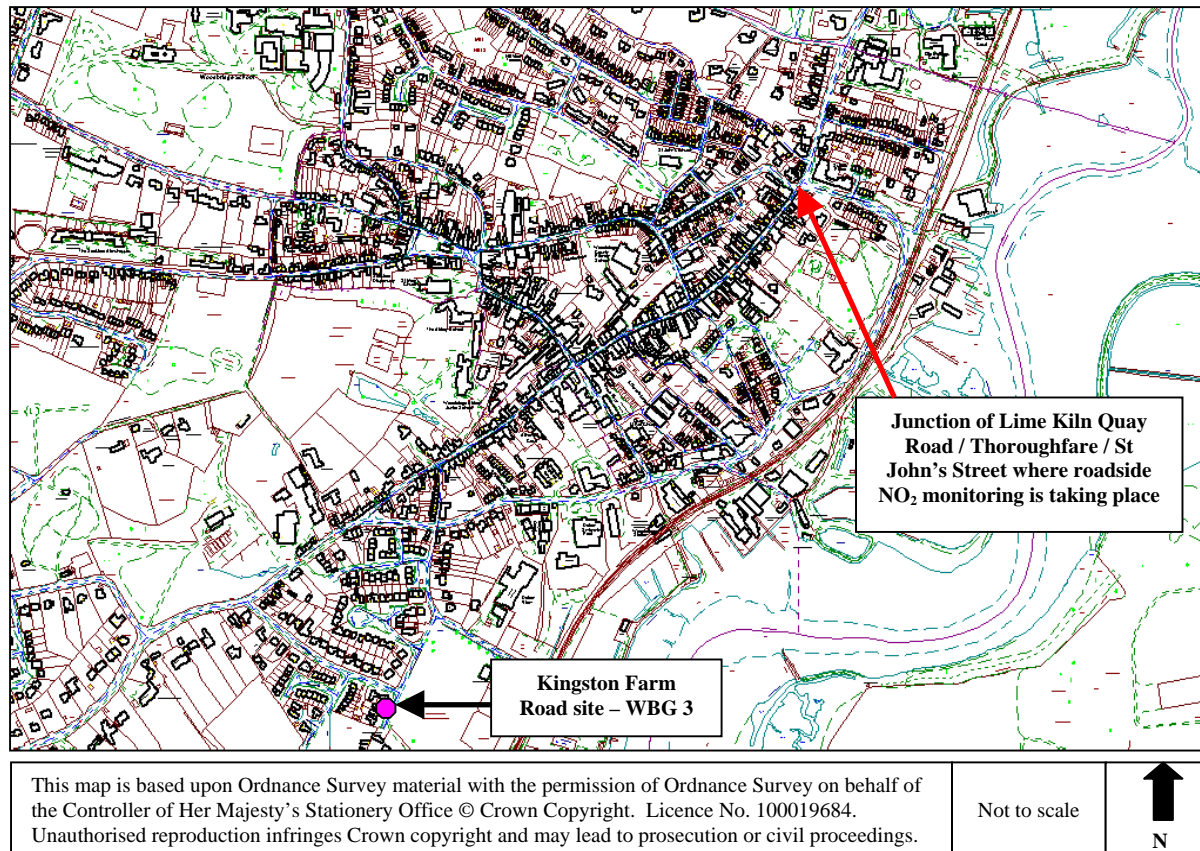 Woodbridge School
Junction of Lime Kiln Quay
Road / Thoroughfare / St
John's Street where roadside
NO₂ monitoring is taking place
Kingston Farm
Road site – WBG 3
This map is based upon Ordnance Survey material with the permission of Ordnance Survey on behalf of
the Controller of Her Majesty's Stationery Office © Crown Copyright. Licence No. 100019684.
Unauthorised reproduction infringes Crown copyright and may lead to prosecution or civil proceedings.
Not to scale
N